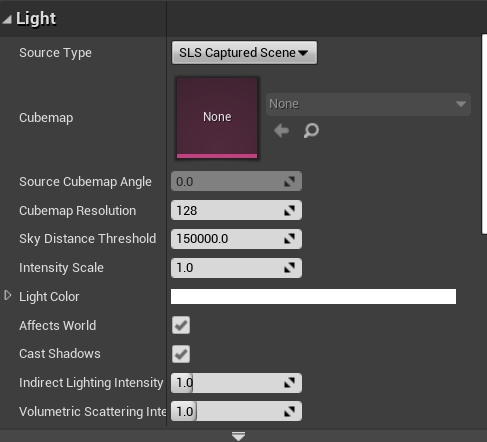 Light
Source Type SLS Captured Scene
Cubemap None None
Source Cubemap Angle 0.0
Cubemap Resolution 128
Sky Distance Threshold 150000.0
Intensity Scale 1.0
Light Color
Affects World
Cast Shadows
Indirect Lighting Intensity 1.0
Volumetric Scattering Inte 1.0